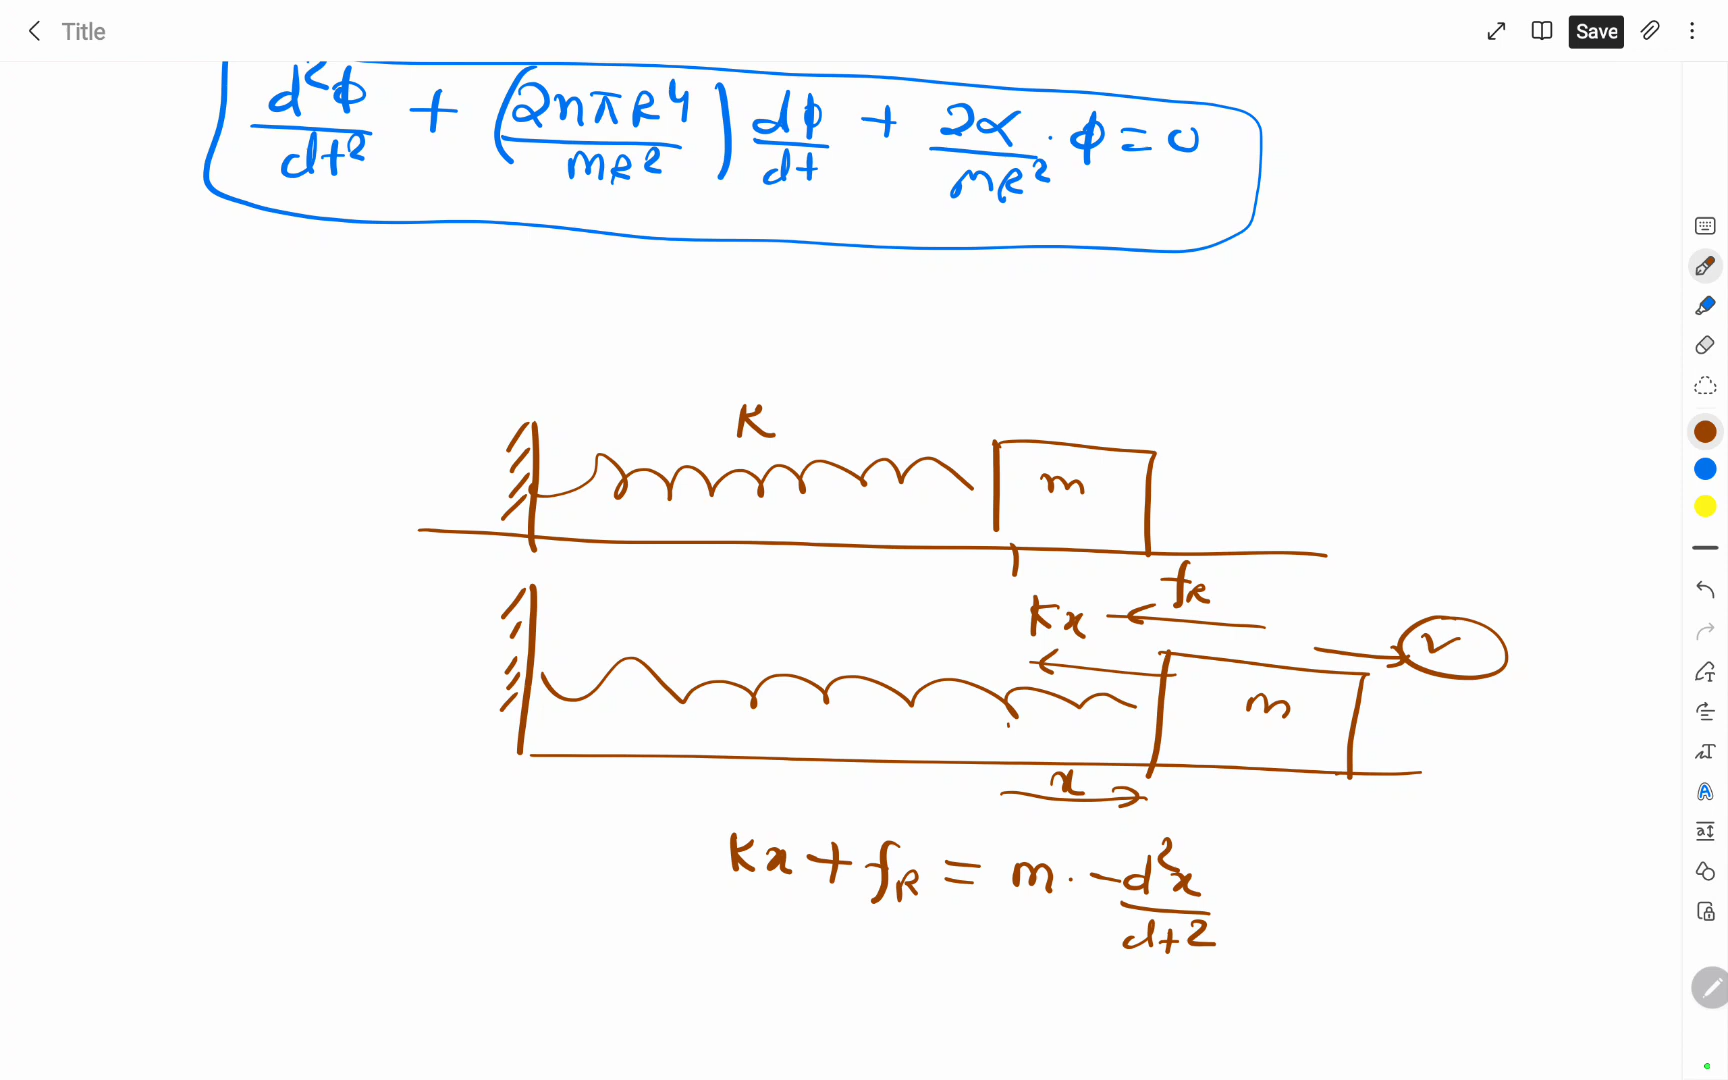 Title
Save
d²φ/dt² + (2nπR⁴/mR²) dφ/dt + 2α/mR² · φ = 0
K
m
fR
Kx
v
m
x
Kx + fR = m · -d²x/dt²